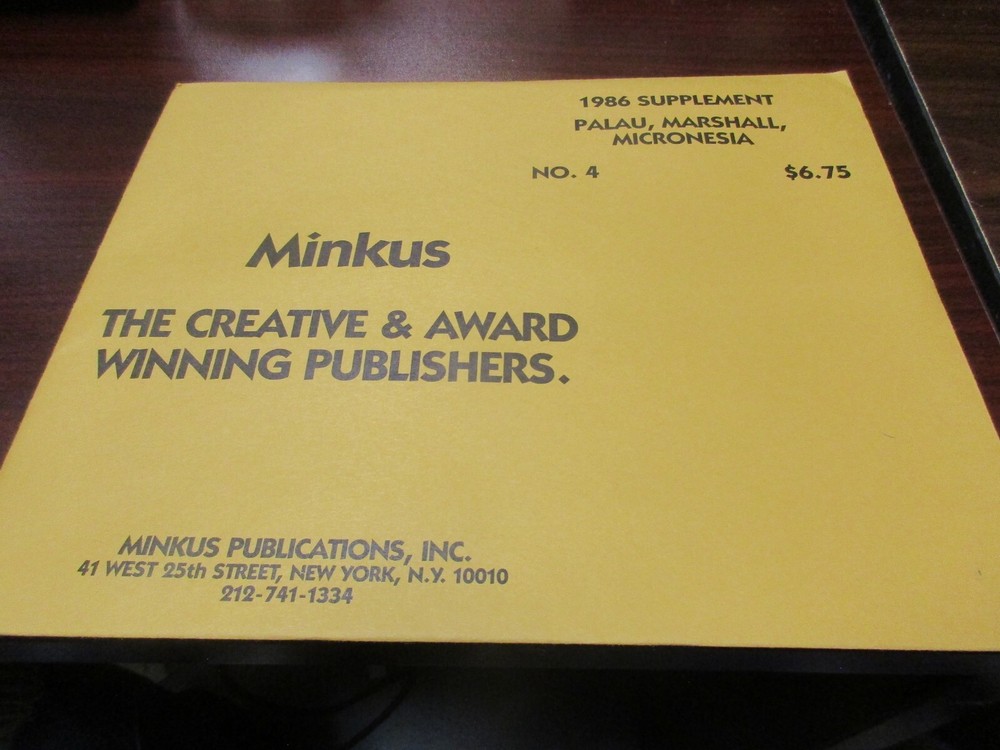 1986 SUPPLEMENT
PALAU, MARSHALL,
MICRONESIA
NO. 4 $6.75
Minkus
THE CREATIVE & AWARD
WINNING PUBLISHERS.
MINKUS PUBLICATIONS, INC.
41 WEST 25th STREET, NEW YORK, N.Y. 10010
212-741-1334